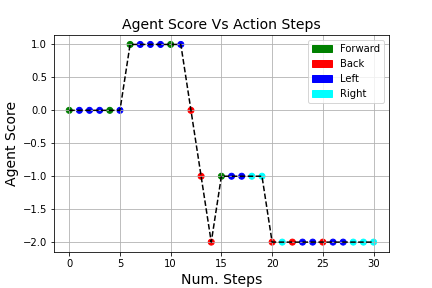 Agent Score Vs Action Steps
Forward
Back
Left
Right
1.0
0.5
0.0
−0.5
−1.0
−1.5
−2.0
Agent Score
0 5 10 15 20 25 30
Num. Steps